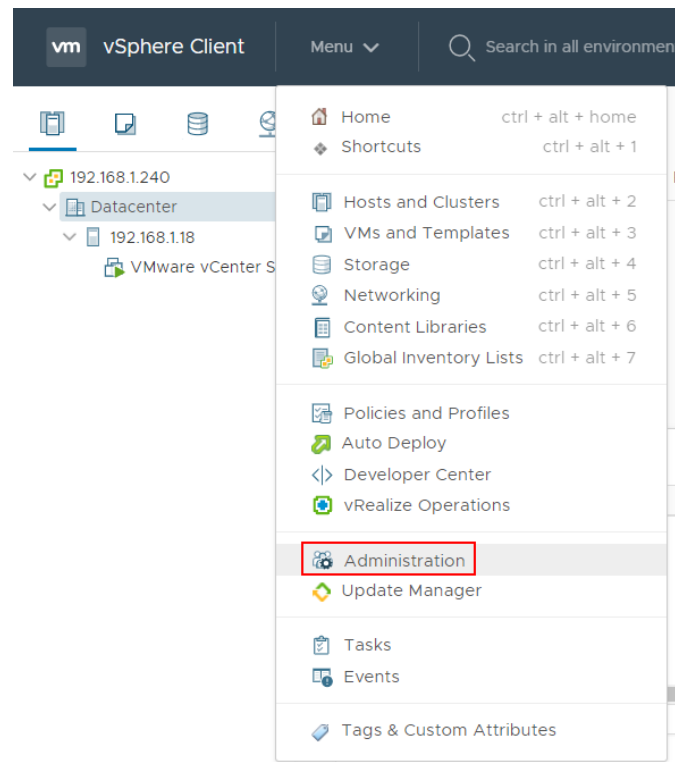 vm vSphere Client Menu Search in all environmen
Home ctrl + alt + home
Shortcuts ctrl + alt + 1
192.168.1.240
Datacenter
192.168.1.18
VMware vCenter S
Hosts and Clusters ctrl + alt + 2
VMs and Templates ctrl + alt + 3
Storage ctrl + alt + 4
Networking ctrl + alt + 5
Content Libraries ctrl + alt + 6
Global Inventory Lists ctrl + alt + 7
Policies and Profiles
Auto Deploy
Developer Center
vRealize Operations
Administration
Update Manager
Tasks
Events
Tags & Custom Attributes